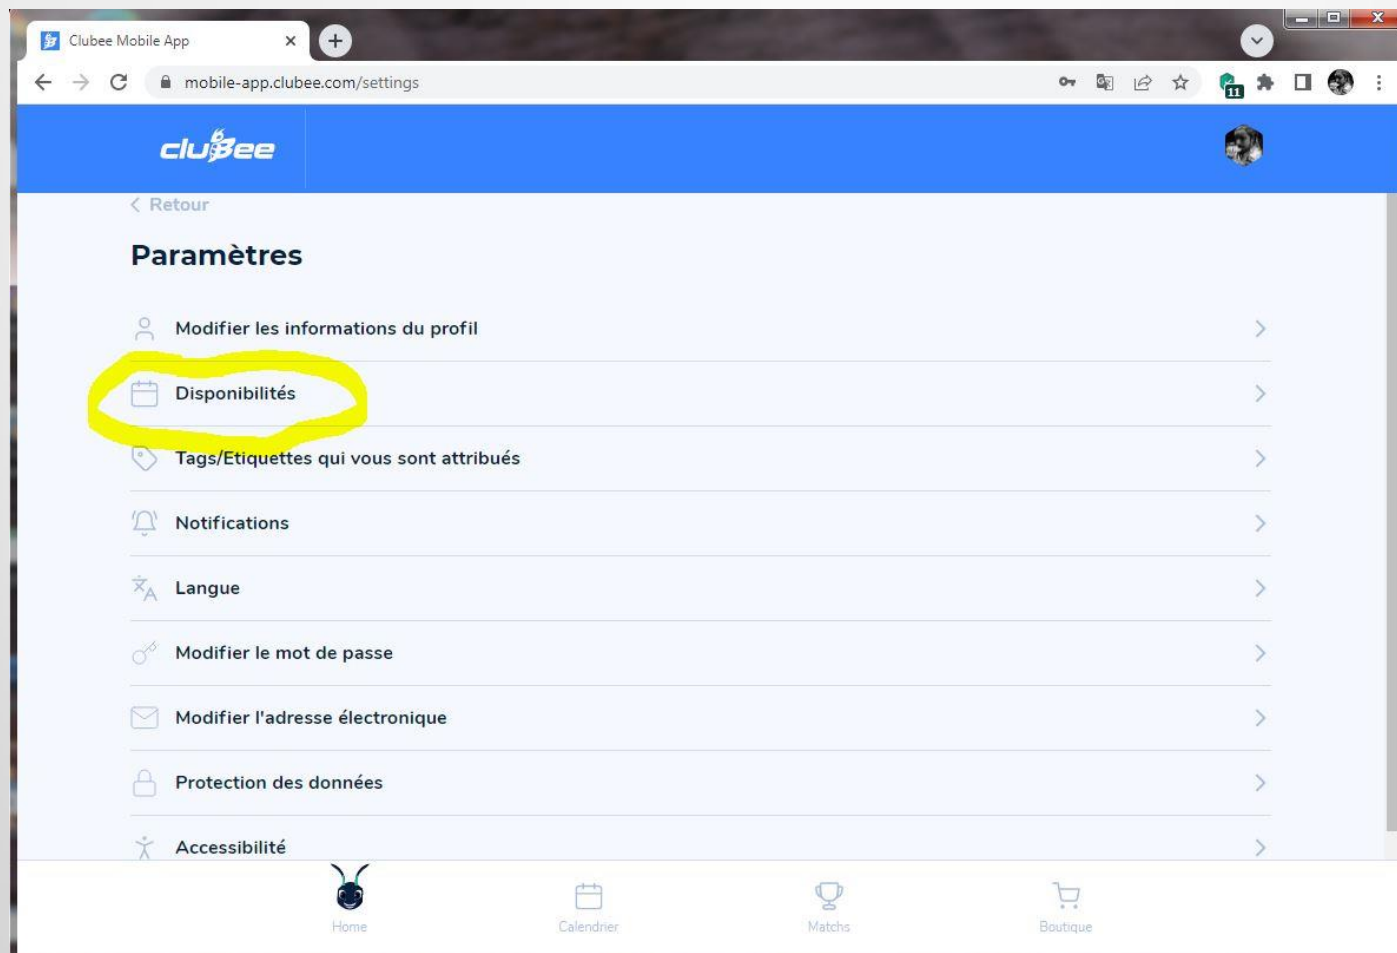 Clubee Mobile App
mobile-app.clubee.com/settings
11
cluBee
Retour
Paramètres
Modifier les informations du profil
Disponibilités
Tags/Etiquettes qui vous sont attribués
Notifications
Langue
Modifier le mot de passe
Modifier l'adresse électronique
Protection des données
Accessibilité
Home Calendrier Matchs Boutique